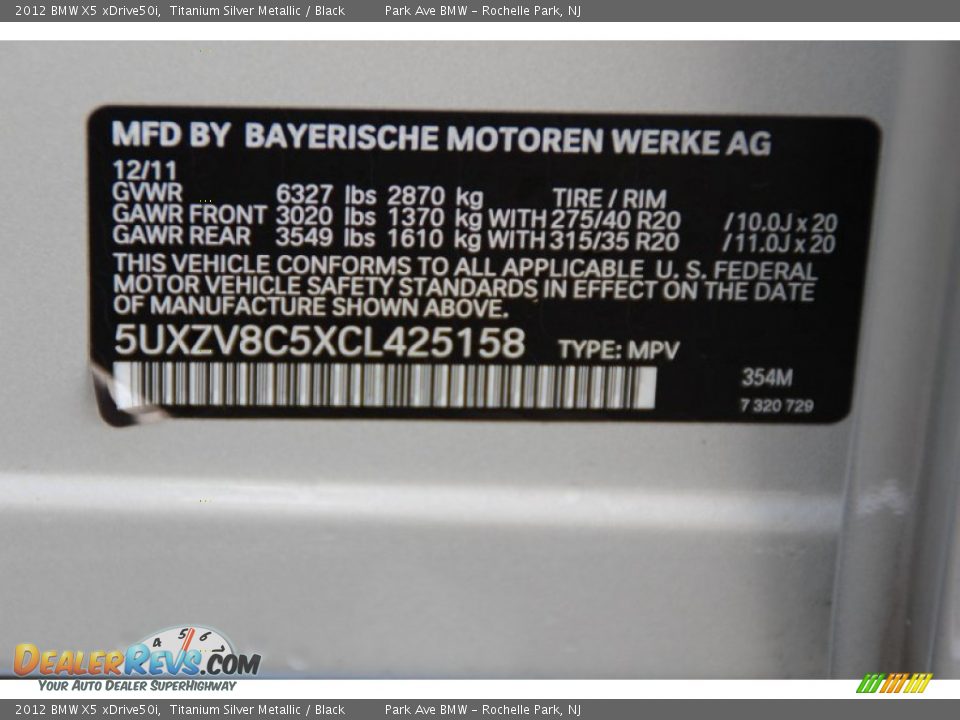 2012 BMW X5 xDrive50i, Titanium Silver Metallic / Black Park Ave BMW - Rochelle Park, NJ
MFD BY BAYERISCHE MOTOREN WERKE AG
12/11
GVWR 6327 lbs 2870 kg TIRE / RIM
GAWR FRONT 3020 lbs 1370 kg WITH 275/40 R20 /10.0J x 20
GAWR REAR 3549 lbs 1610 kg WITH 315/35 R20 /11.0J x 20
THIS VEHICLE CONFORMS TO ALL APPLICABLE U. S. FEDERAL
MOTOR VEHICLE SAFETY STANDARDS IN EFFECT ON THE DATE
OF MANUFACTURE SHOWN ABOVE.
5UXZV8C5XCL425158 TYPE: MPV
354M
7 320 729
4 5 6
DEALERREVS.COM
YOUR AUTO DEALER SUPERHIGHWAY
2012 BMW X5 xDrive50i, Titanium Silver Metallic / Black Park Ave BMW - Rochelle Park, NJ